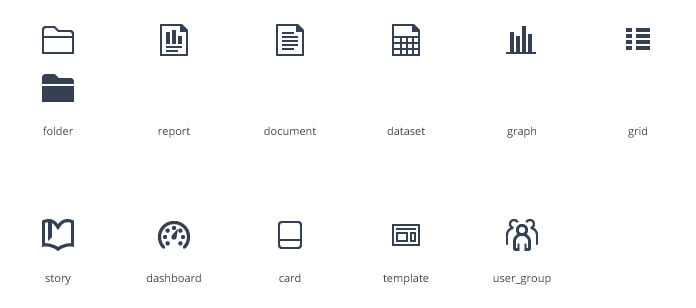 folder report document dataset graph grid
story dashboard card template user_group